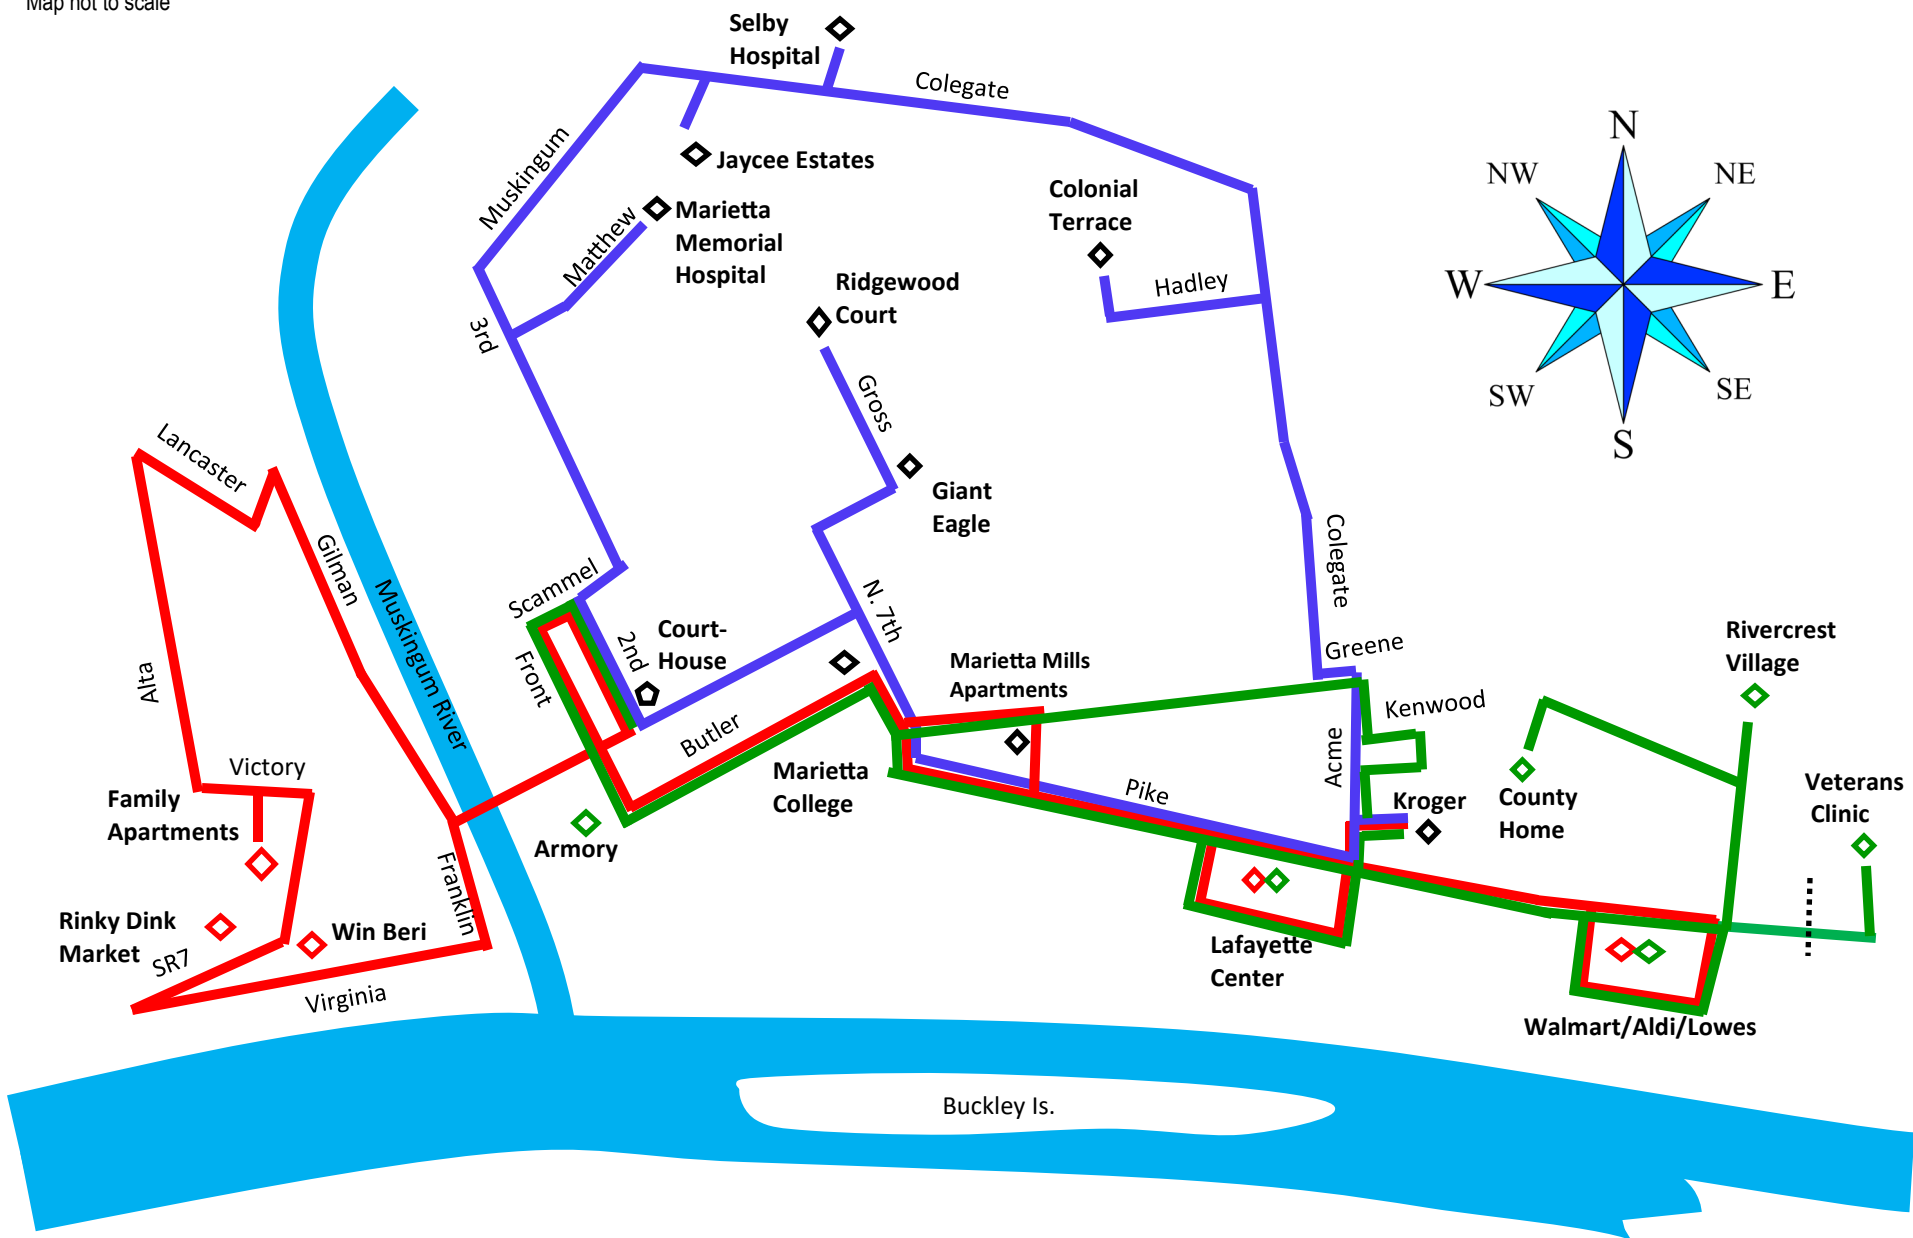 Map not to scale
Selby
Hospital
Colegate
Muskingum
Jaycee Estates
Matthew
Marietta
Memorial
Hospital
Colonial
Terrace
Hadley
Ridgewood
Court
3rd
Gross
Giant
Eagle
N
NW
NE
W
E
SW
SE
S
Lancaster
Gilman
Muskingum River
Colegate
Scammel
N. 7th
2nd
Court-
House
Front
Greene
Marietta Mills
Apartments
Rivercrest
Village
Alta
Kenwood
Butler
Victory
Acme
Pike
Marietta
College
Family
Apartments
Kroger
County
Home
Veterans
Clinic
Armory
Franklin
Rinky Dink
Market
Win Beri
SR7
Virginia
Lafayette
Center
Walmart/Aldi/Lowes
Buckley Is.